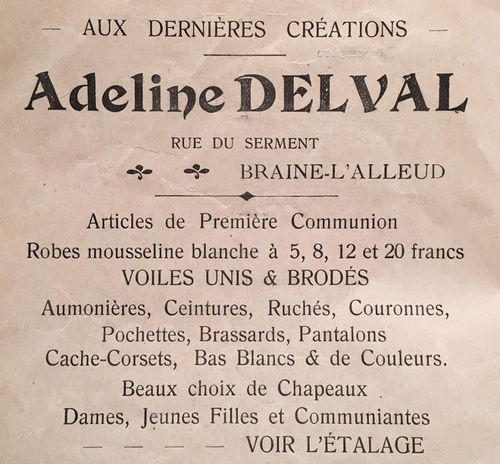 AUX DERNIÈRES CRÉATIONS
Adeline DELVAL
RUE DU SERMENT
BRAINE-L'ALLEUD
Articles de Première Communion
Robes mousseline blanche à 5, 8, 12 et 20 francs
VOILES UNIS & BRODÉS
Aumonières, Ceintures, Ruchés, Couronnes,
Pochettes, Brassards, Pantalons
Cache-Corsets, Bas Blancs & de Couleurs.
Beaux choix de Chapeaux
Dames, Jeunes Filles et Communiantes
— — — — VOIR L'ÉTALAGE